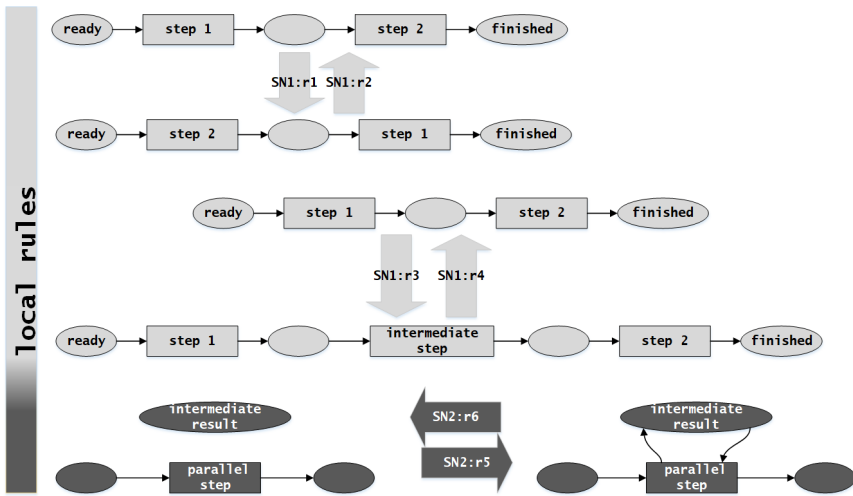 local rules
ready step 1 step 2 finished
SN1:r1 SN1:r2
ready step 2 step 1 finished
ready step 1 step 2 finished
SN1:r3 SN1:r4
ready step 1 intermediate step 2 finished
step
intermediate
result
SN2:r6
intermediate
result
SN2:r5
parallel
step
parallel
step